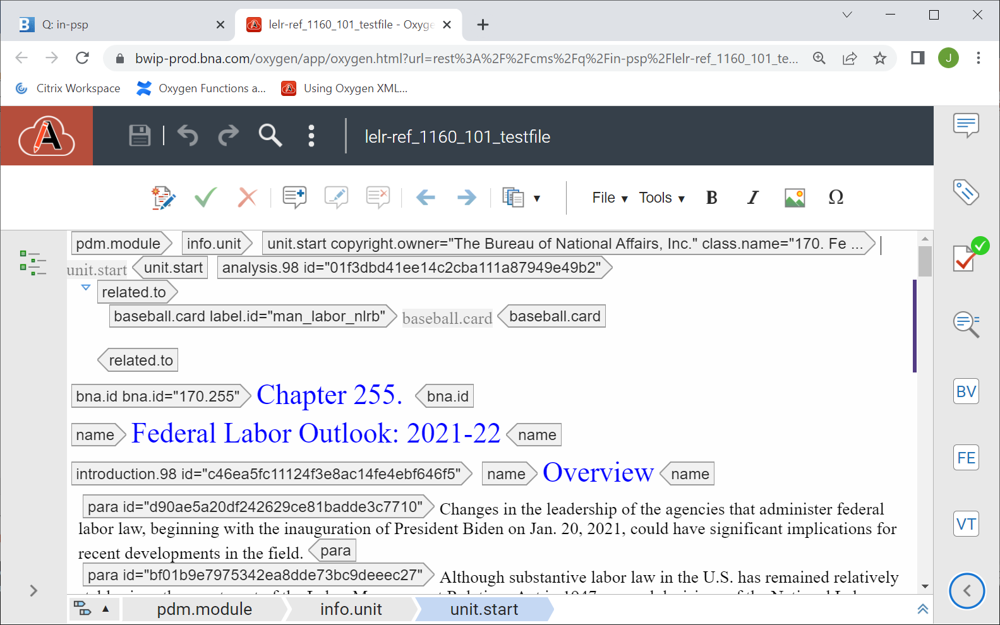 Q: in-psp
lelr-ref_1160_101_testfile - Oxyge
bwip-prod.bna.com/oxygen/app/oxygen.html?url=rest%3A%2F%2Fcms%2Fq%2Fin-psp%2Flelr-ref_1160_101_te...
J
Citrix Workspace
Oxygen Functions a...
Using Oxygen XML...
lelr-ref_1160_101_testfile
File
Tools
B
I
Ω
pdm.module
info.unit
unit.start copyright.owner="The Bureau of National Affairs, Inc." class.name="170. Fe ...
unit.start
unit.start
analysis.98 id="01f3dbd41ee14c2cba111a87949e49b2"
related.to
baseball.card label.id="man_labor_nlrb"
baseball.card
baseball.card
related.to
bna.id bna.id="170.255"
Chapter 255.
bna.id
name
Federal Labor Outlook: 2021-22
name
introduction.98 id="c46ea5fc11124f3e8ac14fe4ebf646f5"
name
Overview
name
para id="d90ae5a20df242629ce81badde3c7710"
Changes in the leadership of the agencies that administer federal
labor law, beginning with the inauguration of President Biden on Jan. 20, 2021, could have significant implications for
recent developments in the field.
para
para id="bf01b9e7975342ea8dde73bc9deeec27"
Although substantive labor law in the U.S. has remained relatively
pdm.module
info.unit
unit.start
BV
FE
VT